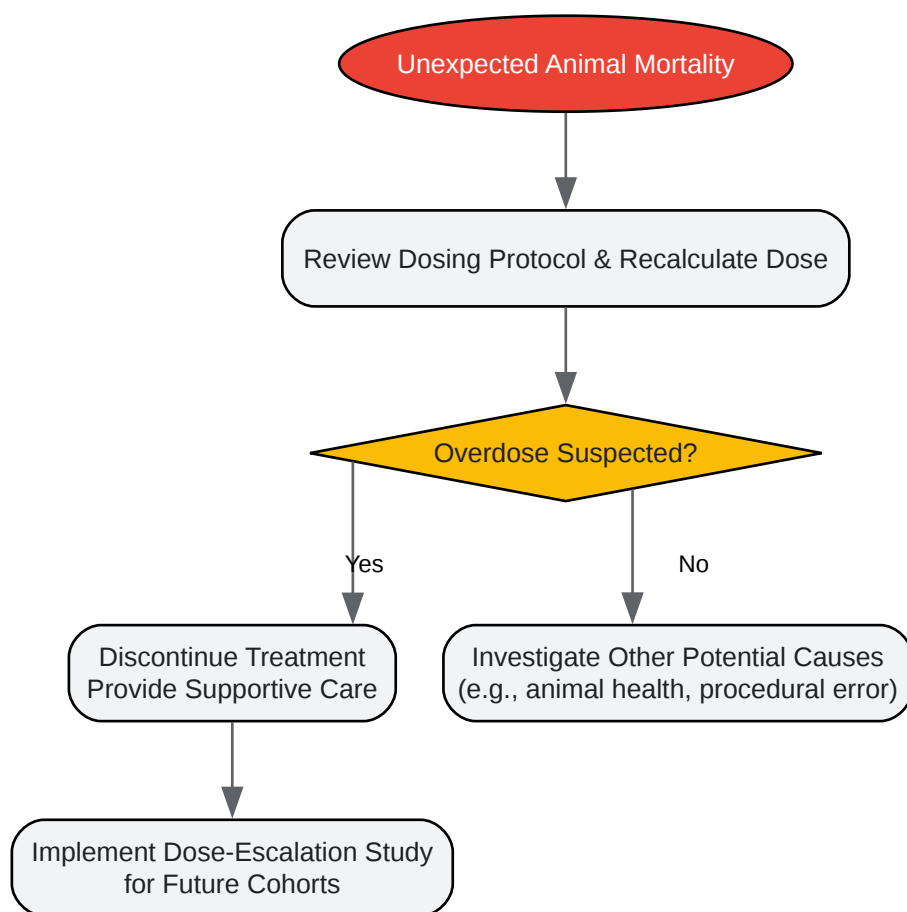 Unexpected Animal Mortality
Review Dosing Protocol & Recalculate Dose
Overdose Suspected?
Yes
No
Discontinue Treatment
Provide Supportive Care
Investigate Other Potential Causes
(e.g., animal health, procedural error)
Implement Dose-Escalation Study
for Future Cohorts